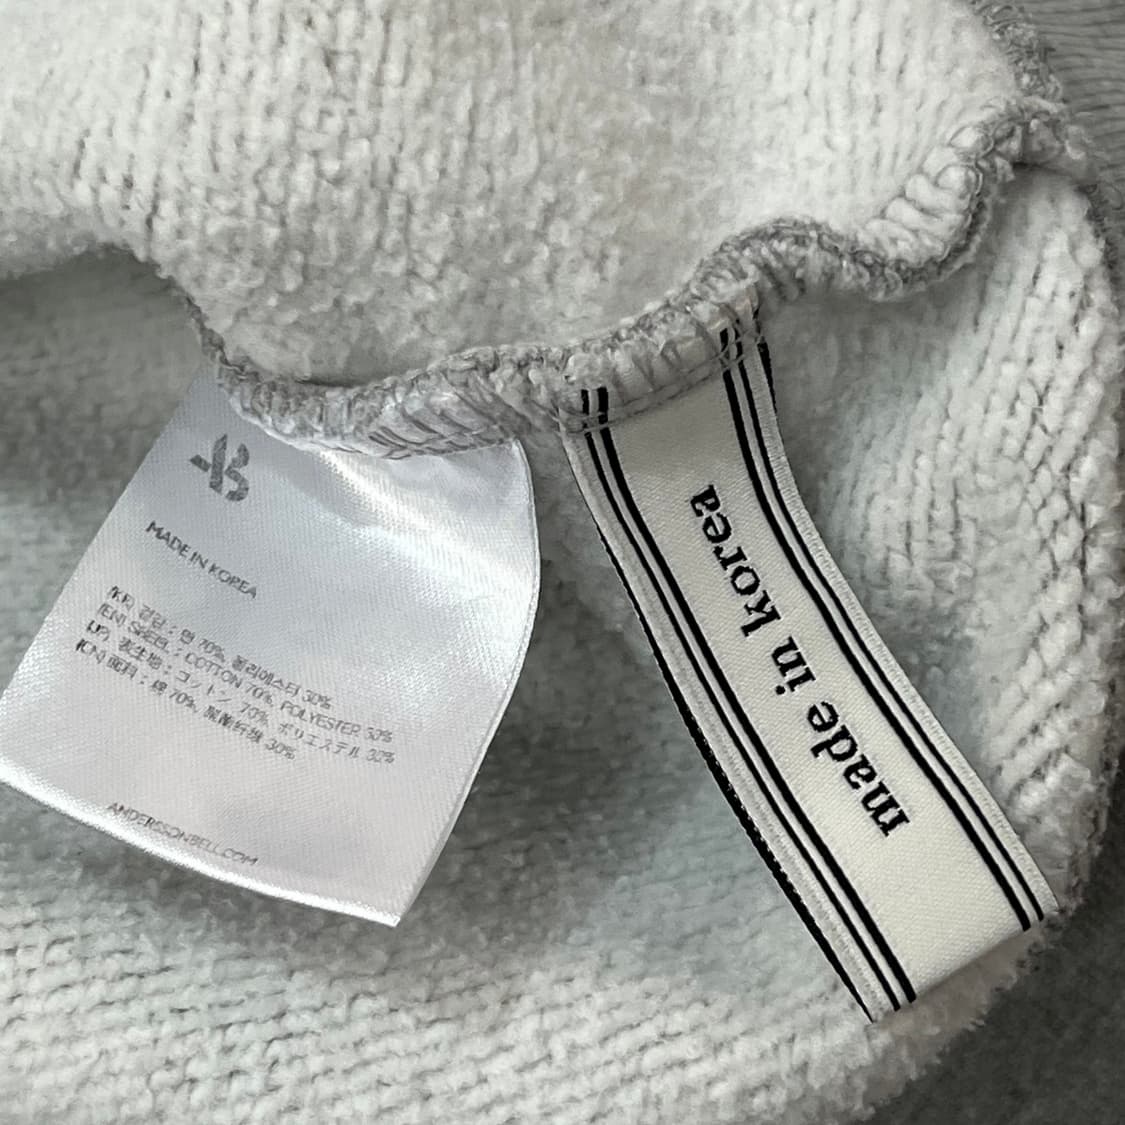 AB
MADE IN KOREA
(KR) 겉감 : 면 70%, 폴리에스터 30%
(EN) SHEEL : COTTON 70%, POLYESTER 30%
(JP) 表生地 : コットン 70%, ポリエステル 30%
(CN) 面料 : 棉 70%, 聚酯纤维 30%
ANDERSSONBELL.COM
made in korea